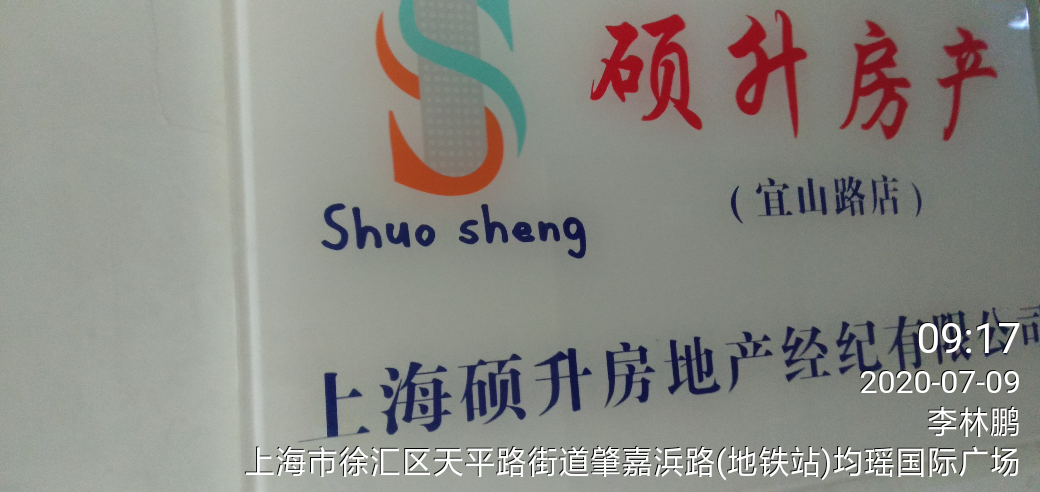 硕升房产
(宜山路店)
Shuo sheng
上海硕升房地产经纪有限公司
09:17
2020-07-09
李林鹏
上海市徐汇区天平路街道肇嘉浜路(地铁站)均瑶国际广场